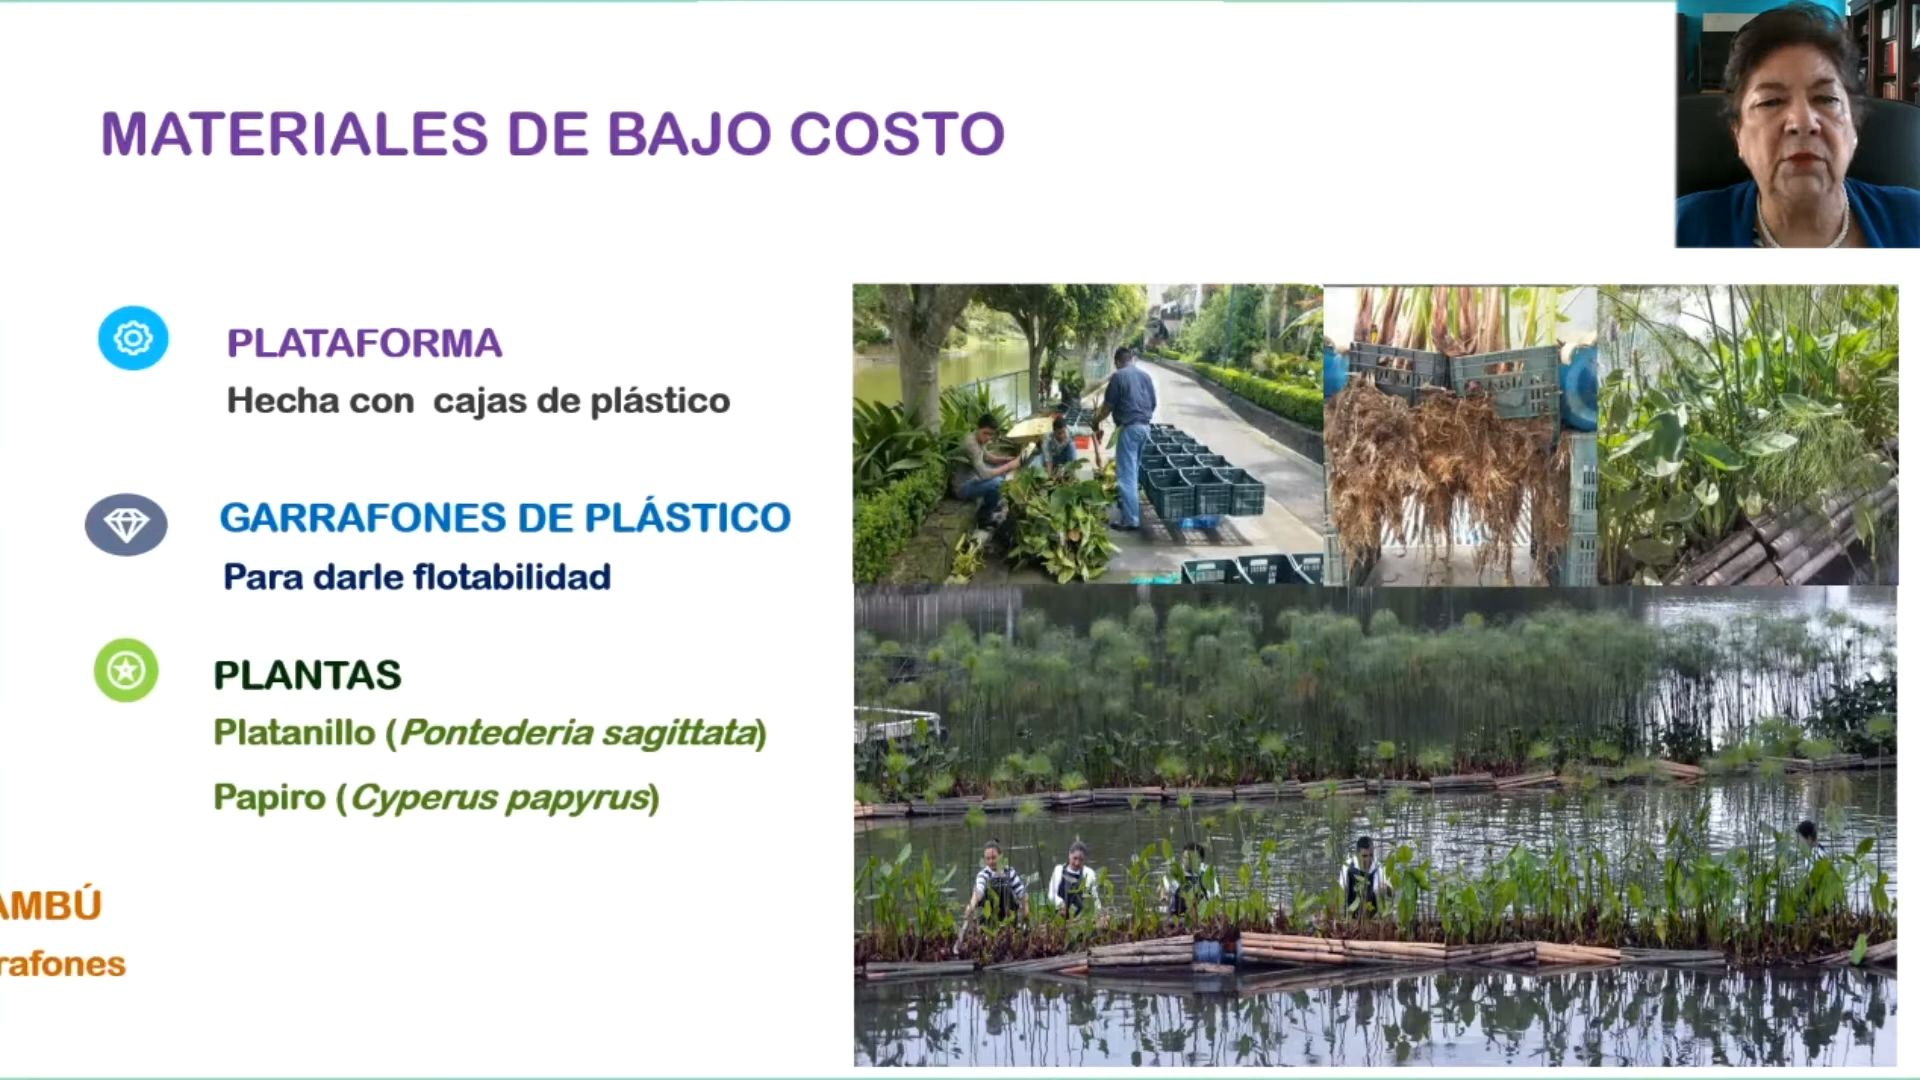 MATERIALES DE BAJO COSTO
PLATAFORMA
Hecha con cajas de plástico
GARRAFONES DE PLÁSTICO
Para darle flotabilidad
PLANTAS
Platanillo (Pontederia sagittata)
Papiro (Cyperus papyrus)
AMBÚ
rafones